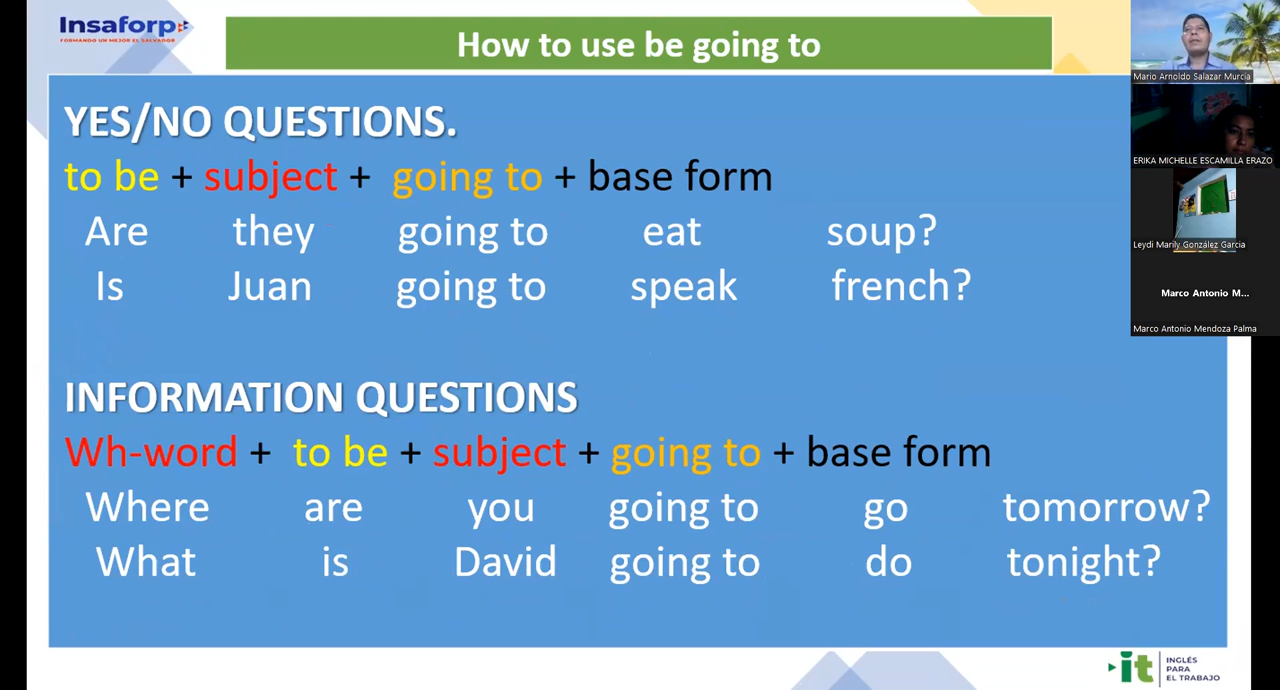 Insaforp
FORMANDO UN MEJOR EL SALVADOR
How to use be going to
YES/NO QUESTIONS.
to be + subject + going to + base form
Are they going to eat soup?
Is Juan going to speak french?
INFORMATION QUESTIONS
Wh-word + to be + subject + going to + base form
Where are you going to go tomorrow?
What is David going to do tonight?
Mario Arnoldo Salazar Murcia
ERIKA MICHELLE ESCAMILLA ERAZO
Leydi Marily González Garcia
Marco Antonio M...
Marco Antonio Mendoza Palma
it
INGLÉS
PARA
EL TRABAJO